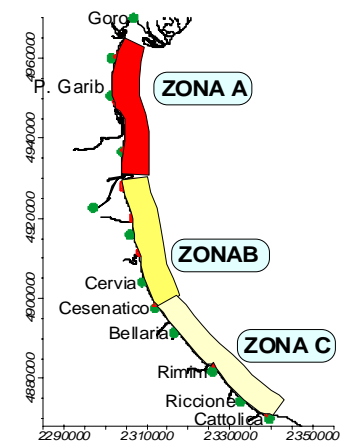 Goro
4960000
P. Garib.
ZONA A
4940000
4920000
ZONAB
Cervia
4900000
Cesenatico
Bellaria
ZONA C
4880000
Rimini
Riccione
Cattolica
2290000 2310000 2330000 2350000